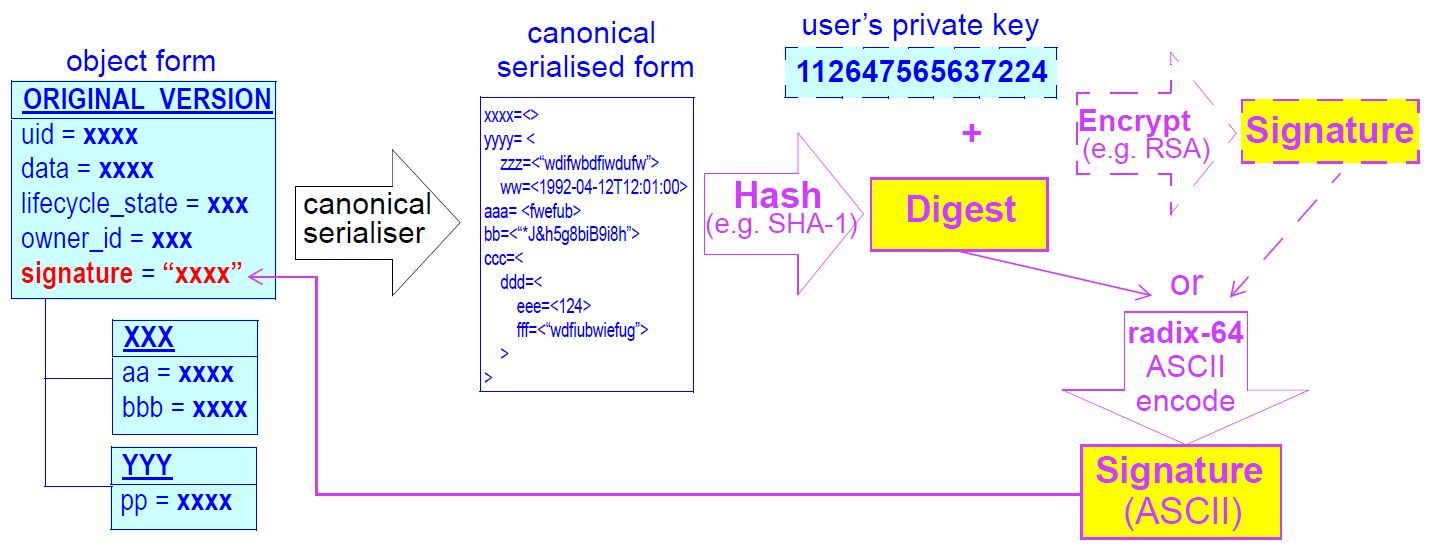 object form
ORIGINAL_VERSION
uid = xxxx
data = xxxx
lifecycle_state = xxx
owner_id = xxx
signature = “xxxx”
XXX
aa = xxxx
bbb = xxxx
YYY
pp = xxxx
canonical
serialiser
canonical
serialised form
xxxx=<>
yyyy= <
zzz=<“wdifwbdfiwdufw”>
ww=<1992-04-12T12:01:00>
aaa= <fwefub>
bb=<“*J&h5g8biB9i8h”>
ccc=<
ddd=<
eee=<124>
fff=<“wdfiubwiefug”>
>
>
Hash
(e.g. SHA-1)
user’s private key
112647565637224
+
Digest
Encrypt
(e.g. RSA)
Signature
or
radix-64
ASCII
encode
Signature
(ASCII)